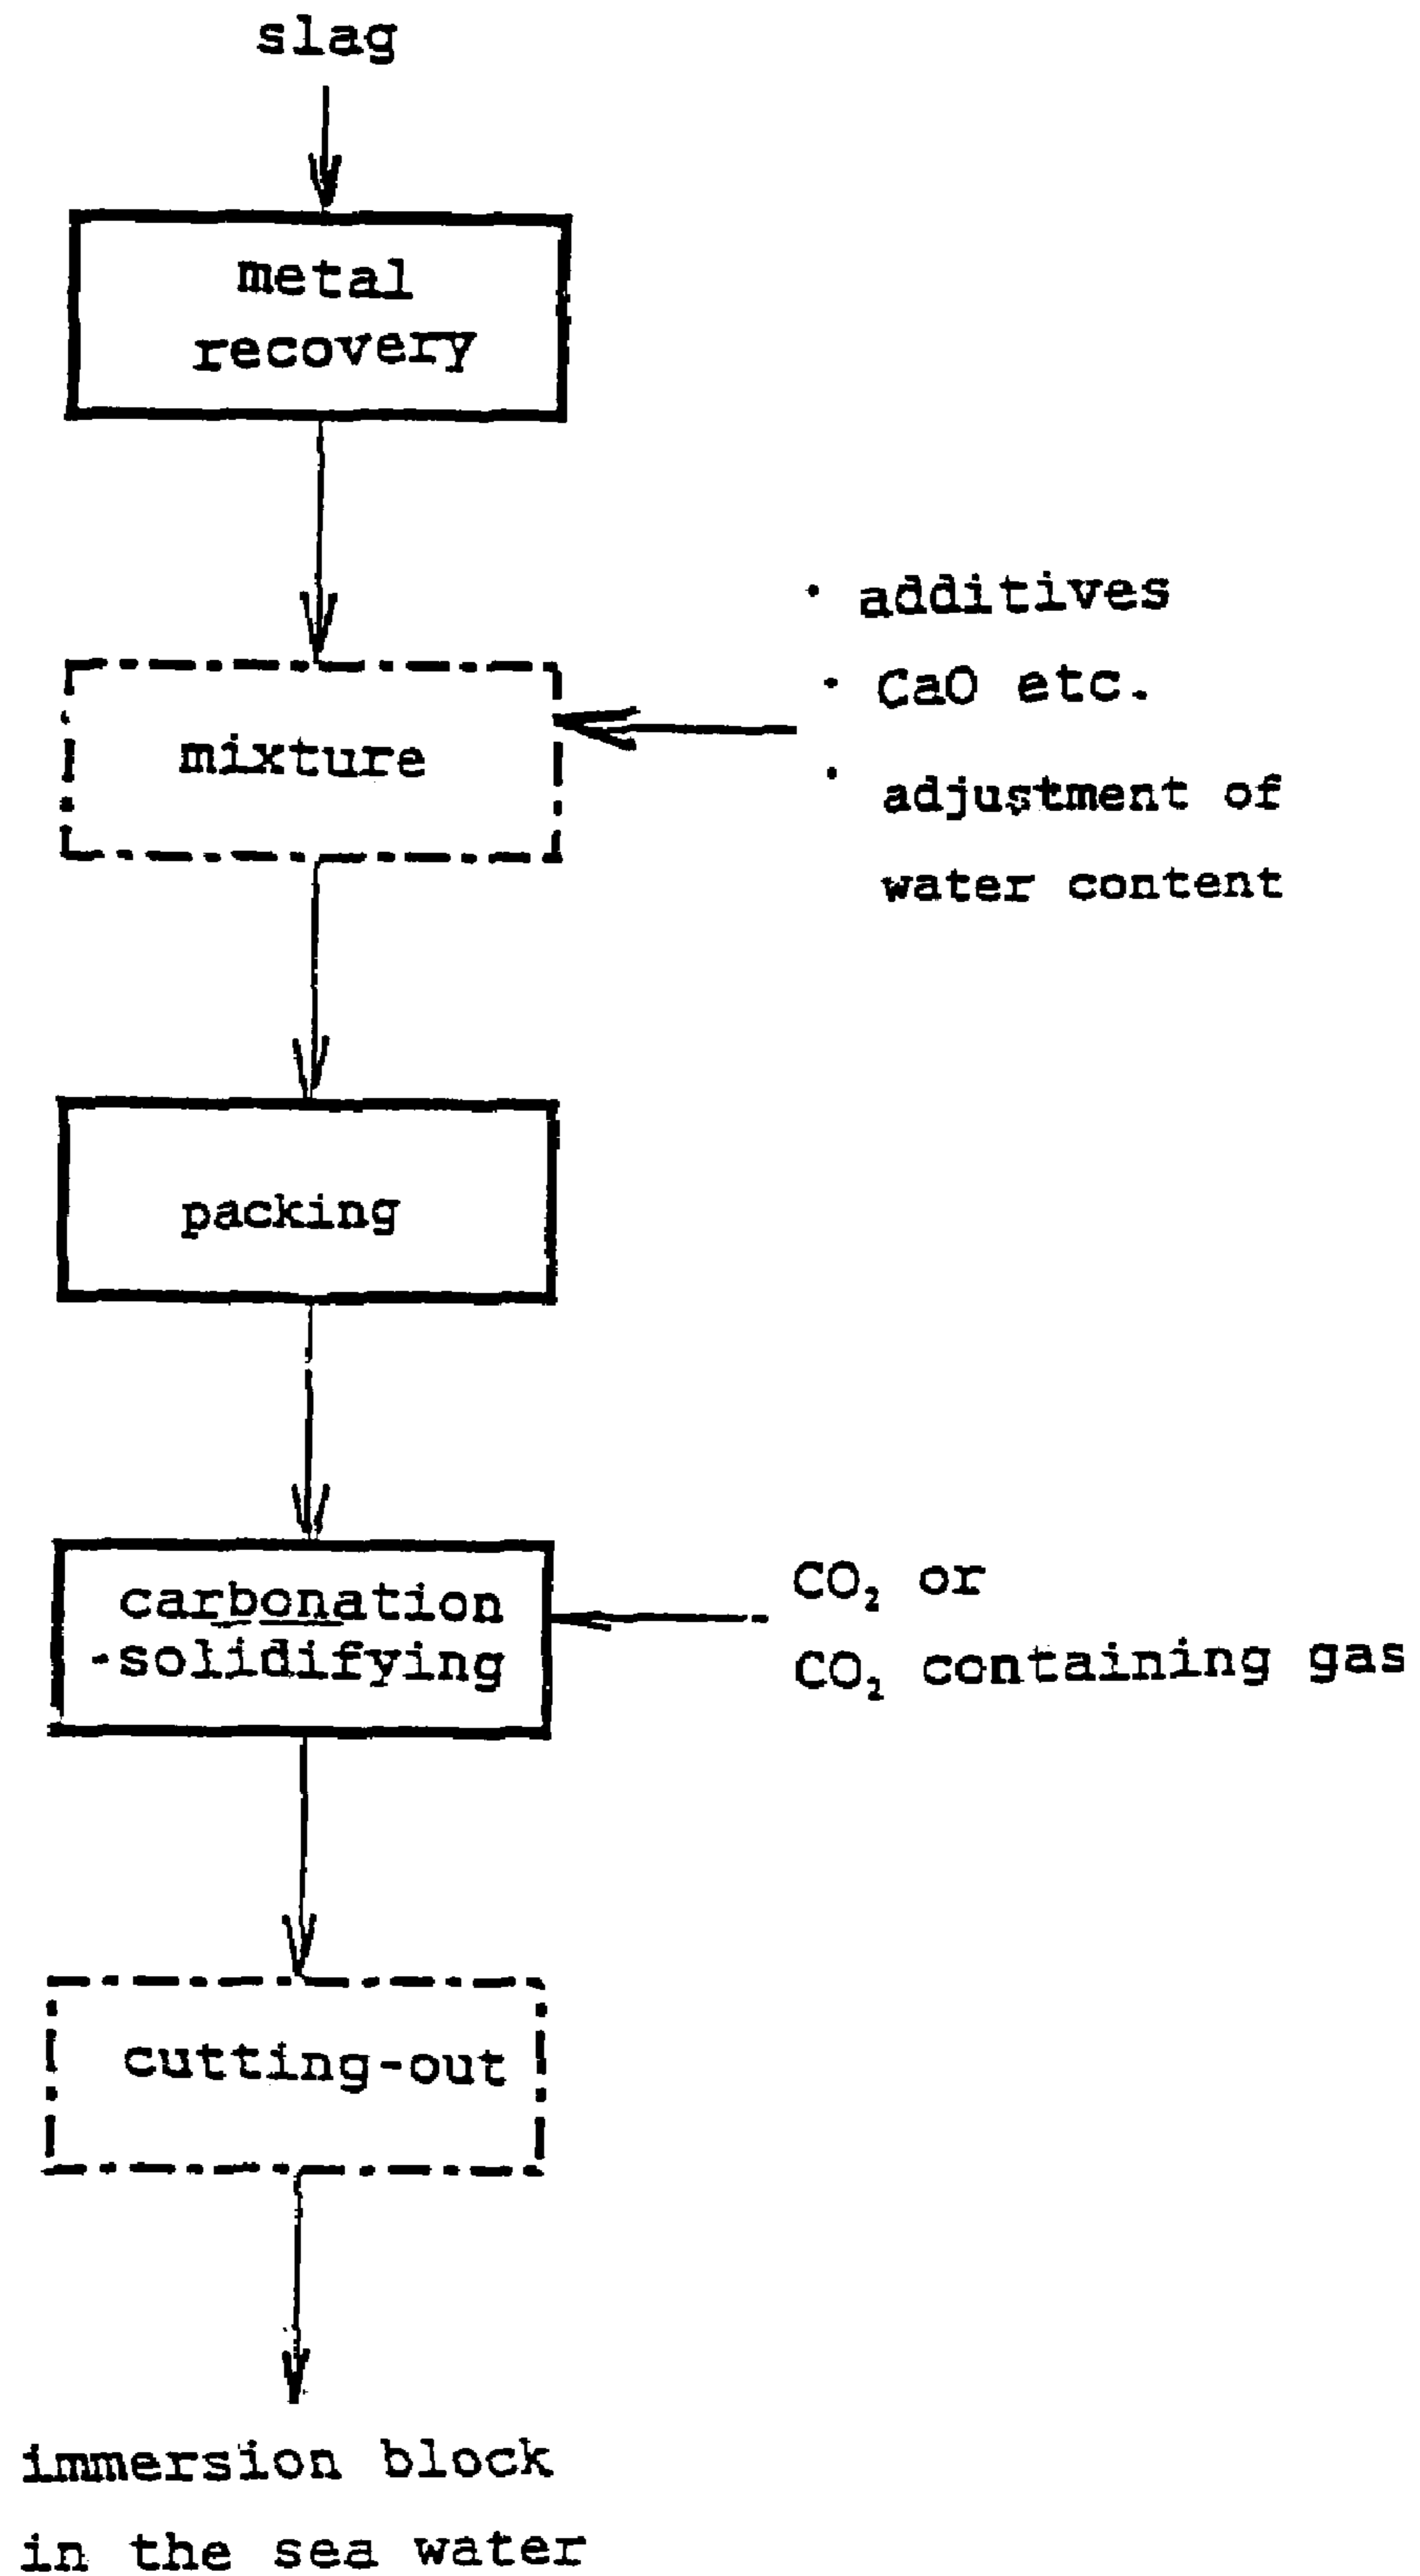 slag
metal
recovery
· additives
· CaO etc.
mixture
· adjustment of
water content
packing
carbonation
·solidifying
CO₂ or
CO₂ containing gas
cutting-out
immersion block
in the sea water